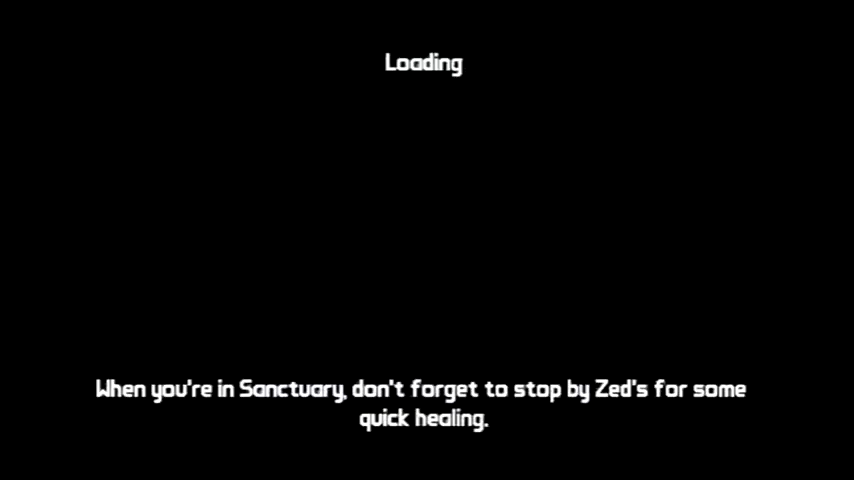 Loading
When you're in Sanctuary, don't forget to stop by Zed's for some
quick healing.